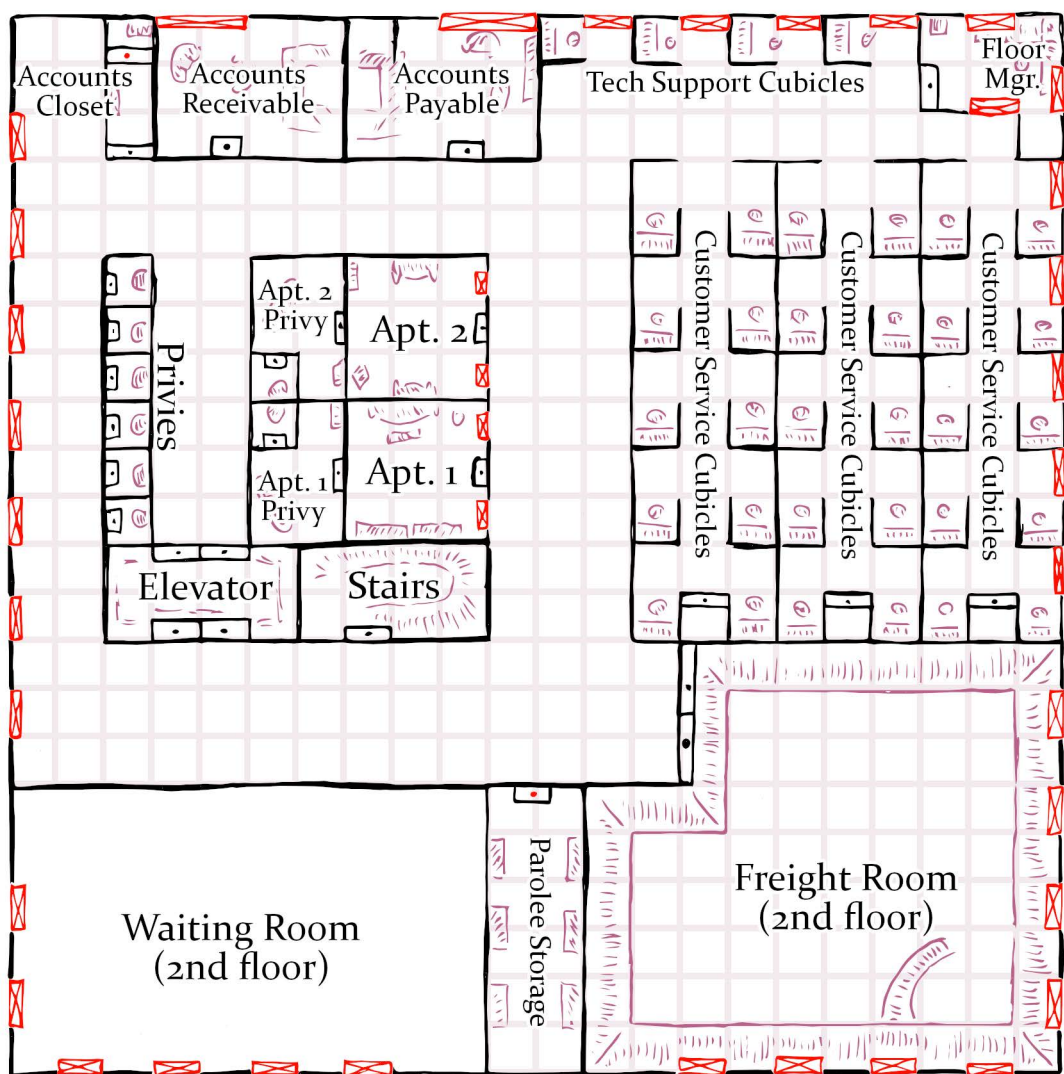 Accounts
Closet
Accounts
Receivable
Accounts
Payable
Tech Support Cubicles
Floor
Mgr.
Customer Service Cubicles
Customer Service Cubicles
Customer Service Cubicles
Privies
Apt. 2
Privy
Apt. 2
Apt. 1
Privy
Apt. 1
Elevator
Stairs
Waiting Room
(2nd floor)
Parolee Storage
Freight Room
(2nd floor)